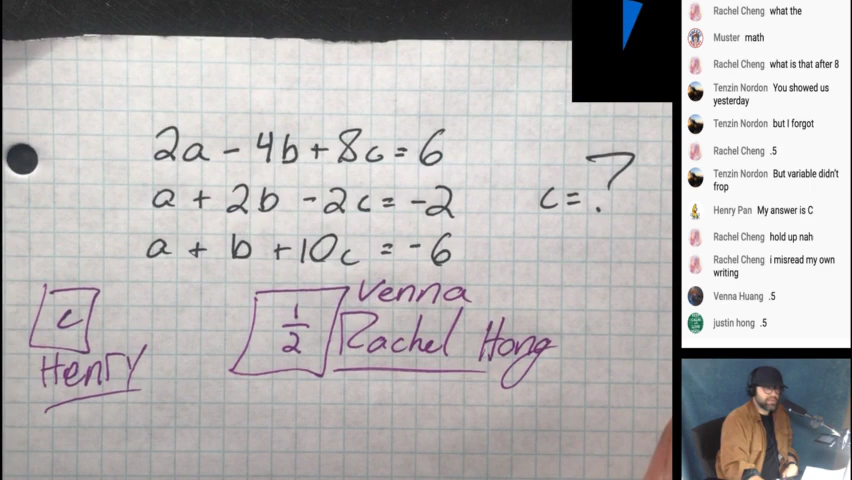 2a - 4b + 8c = 6
a + 2b - 2c = -2
a + b + 10c = -6
c = ?
c
Henry
1/2
Venna
Rachel Hong
Rachel Cheng what the
Muster math
Rachel Cheng what is that after 8
Tenzin Nordon You showed us
yesterday
Tenzin Nordon but I forgot
Rachel Cheng .5
Tenzin Nordon But variable didn't
frop
Henry Pan My answer is C
Rachel Cheng hold up nah
Rachel Cheng i misread my own
writing
Venna Huang .5
justin hong .5